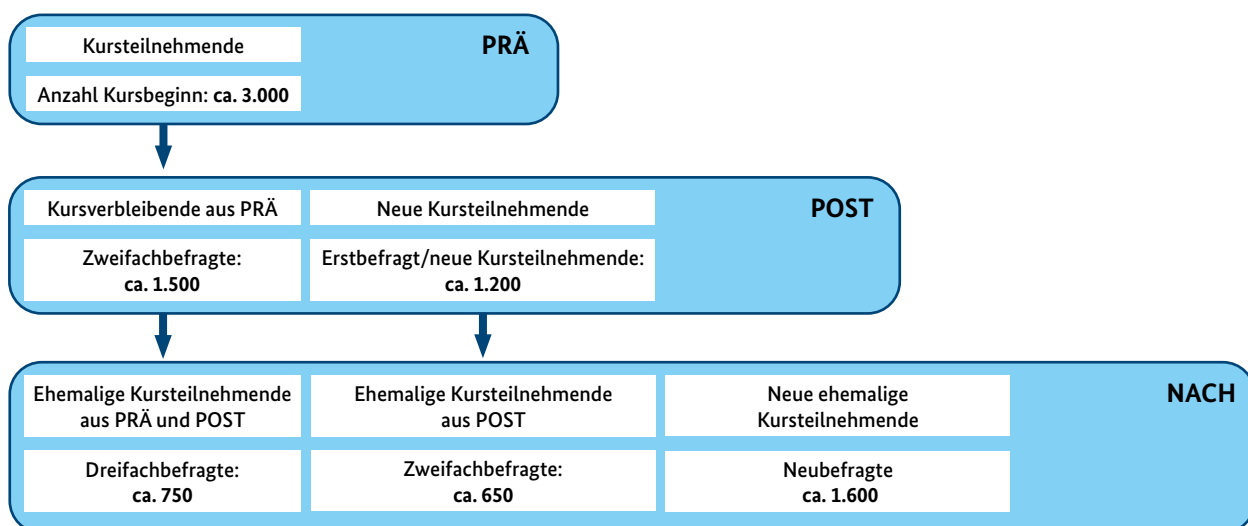 Kursteilnehmende
PRÄ
Anzahl Kursbeginn: ca. 3.000
Kursverbleibende aus PRÄ
Neue Kursteilnehmende
POST
Zweifachbefragte:
ca. 1.500
Erstbefragt/neue Kursteilnehmende:
ca. 1.200
Ehemalige Kursteilnehmende
aus PRÄ und POST
Ehemalige Kursteilnehmende
aus POST
Neue ehemalige
Kursteilnehmende
NACH
Dreifachbefragte:
ca. 750
Zweifachbefragte:
ca. 650
Neubefragte
ca. 1.600